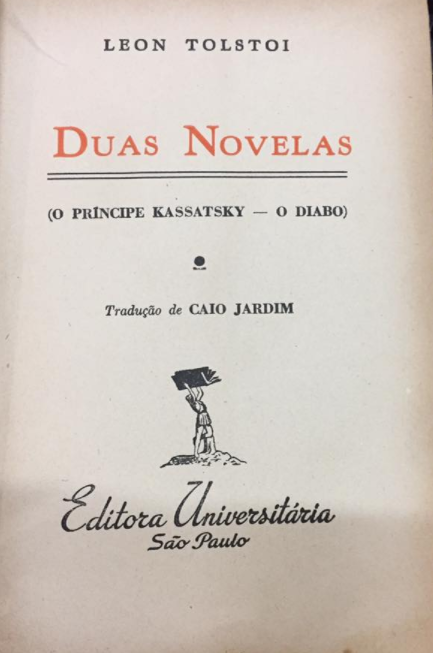 LEON TOLSTOI
DUAS NOVELAS
(O PRÍNCIPE KASSATSKY — O DIABO)
Tradução de CAIO JARDIM
Editora Universitária
São Paulo